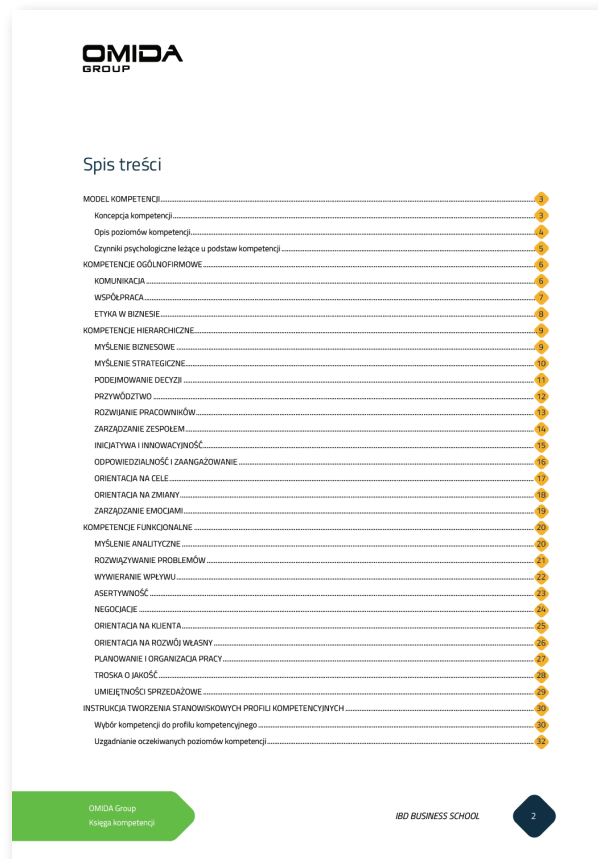 OMIDA
GROUP
Spis treści
MODEL KOMPETENCJI 3
Koncepcja kompetencji 3
Opis poziomów kompetencji 4
Czynniki psychologiczne leżące u podstaw kompetencji 5
KOMPETENCJE OGÓLNOFIRMOWE 6
KOMUNIKACJA 6
WSPÓŁPRACA 7
ETYKA W BIZNESIE 8
KOMPETENCJE HIERARCHICZNE 9
MYŚLENIE BIZNESOWE 9
MYŚLENIE STRATEGICZNE 10
PODEJMOWANIE DECYZJI 11
PRZYWÓDZTWO 12
ROZWIJANIE PRACOWNIKÓW 13
ZARZĄDZANIE ZESPOŁEM 14
INICJATYWA I INNOWACYJNOŚĆ 15
ODPOWIEDZIALNOŚĆ I ZAANGAŻOWANIE 16
ORIENTACJA NA CELE 17
ORIENTACJA NA ZMIANY 18
ZARZĄDZANIE EMOCJAMI 19
KOMPETENCJE FUNKCJONALNE 20
MYŚLENIE ANALITYCZNE 20
ROZWIĄZYWANIE PROBLEMÓW 21
WYWIERANIE WPŁYWU 22
ASERTYWNOŚĆ 23
NEGOCJACJE 24
ORIENTACJA NA KLIENTA 25
ORIENTACJA NA ROZWÓJ WŁASNY 26
PLANOWANIE I ORGANIZACJA PRACY 27
TROSKA O JAKOŚĆ 28
UMIEJĘTNOŚCI SPRZEDAŻOWE 29
INSTRUKCJA TWORZENIA STANOWISKOWYCH PROFILI KOMPETENCYJNYCH 30
Wybór kompetencji do profilu kompetencyjnego 30
Uzgadnianie oczekiwanych poziomów kompetencji 32
OMIDA Group
Księga kompetencji
IBD BUSINESS SCHOOL
2